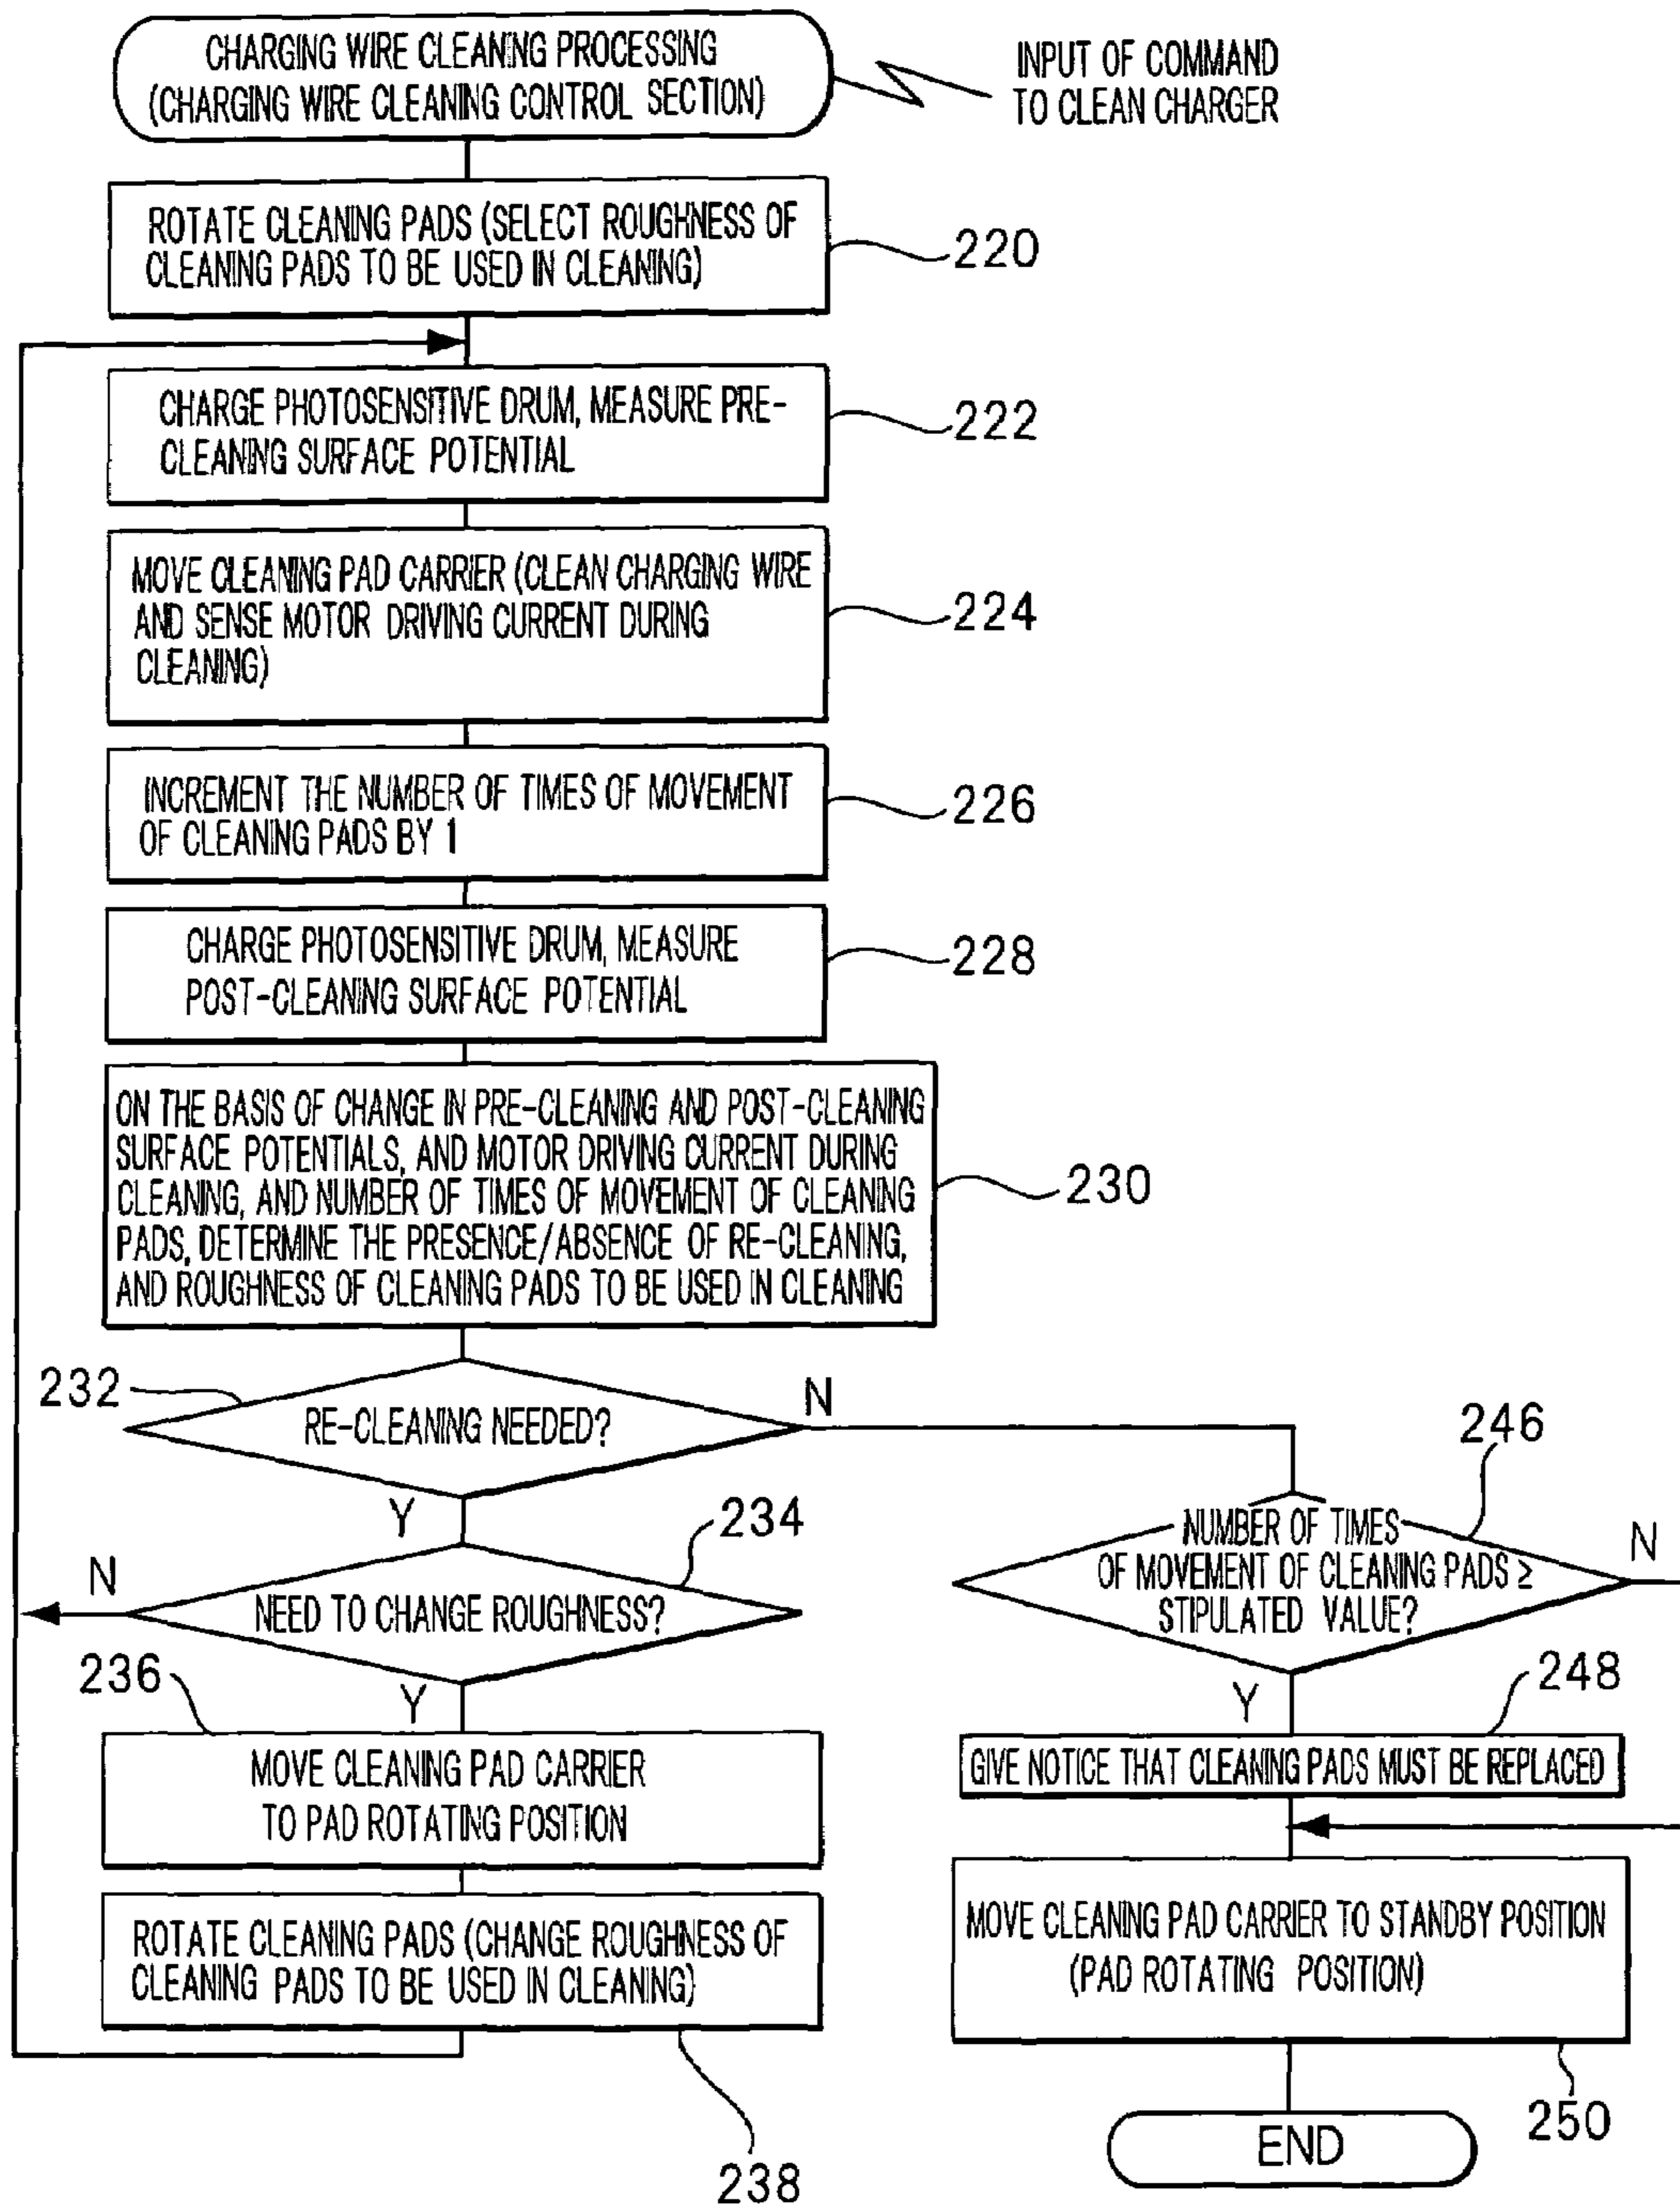 CHARGING WIRE CLEANING PROCESSING
(CHARGING WIRE CLEANING CONTROL SECTION)
INPUT OF COMMAND
TO CLEAN CHARGER
ROTATE CLEANING PADS (SELECT ROUGHNESS OF
CLEANING PADS TO BE USED IN CLEANING)
220
CHARGE PHOTOSENSITIVE DRUM, MEASURE PRE-
CLEANING SURFACE POTENTIAL
222
MOVE CLEANING PAD CARRIER (CLEAN CHARGING WIRE
AND SENSE MOTOR DRIVING CURRENT DURING
CLEANING)
224
INCREMENT THE NUMBER OF TIMES OF MOVEMENT
OF CLEANING PADS BY 1
226
CHARGE PHOTOSENSITIVE DRUM, MEASURE
POST-CLEANING SURFACE POTENTIAL
228
ON THE BASIS OF CHANGE IN PRE-CLEANING AND POST-CLEANING
SURFACE POTENTIALS, AND MOTOR DRIVING CURRENT DURING
CLEANING, AND NUMBER OF TIMES OF MOVEMENT OF CLEANING
PADS, DETERMINE THE PRESENCE/ABSENCE OF RE-CLEANING,
AND ROUGHNESS OF CLEANING PADS TO BE USED IN CLEANING
230
232
RE-CLEANING NEEDED?
N
Y
234
NEED TO CHANGE ROUGHNESS?
N
Y
236
MOVE CLEANING PAD CARRIER
TO PAD ROTATING POSITION
ROTATE CLEANING PADS (CHANGE ROUGHNESS OF
CLEANING PADS TO BE USED IN CLEANING)
238
246
NUMBER OF TIMES
OF MOVEMENT OF CLEANING PADS ≥
STIPULATED VALUE?
N
Y
248
GIVE NOTICE THAT CLEANING PADS MUST BE REPLACED
MOVE CLEANING PAD CARRIER TO STANDBY POSITION
(PAD ROTATING POSITION)
250
END